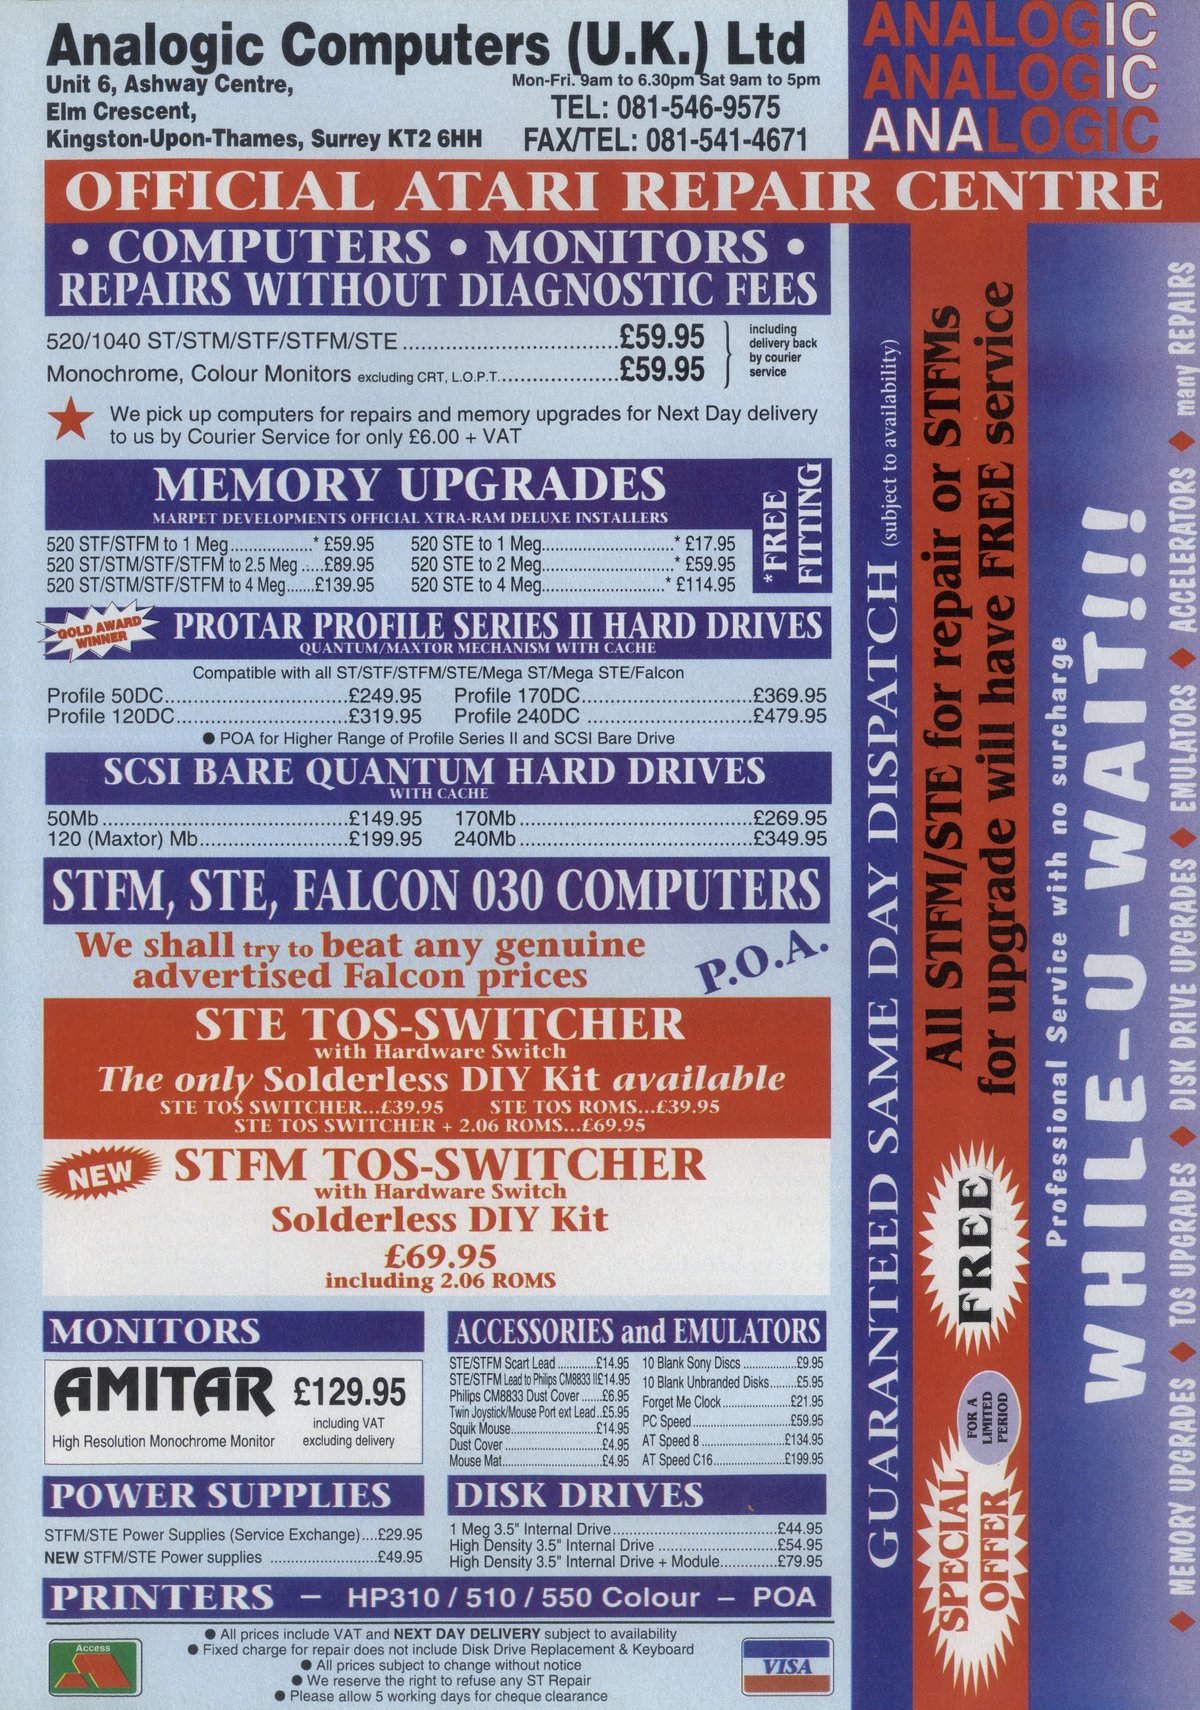 Analogic Computers (U.K.) Ltd
Unit 6, Ashway Centre,
Elm Crescent,
Kingston-Upon-Thames, Surrey KT2 6HH
Mon-Fri. 9am to 6.30pm Sat 9am to 5pm
TEL: 081-546-9575
FAX/TEL: 081-541-4671
ANALOGIC
ANALOGIC
ANALOGIC
OFFICIAL ATARI REPAIR CENTRE
• COMPUTERS • MONITORS •
REPAIRS WITHOUT DIAGNOSTIC FEES
520/1040 ST/STM/STF/STFM/STE ........ £59.95
Monochrome, Colour Monitors excluding CRT, L.O.P.T. ........ £59.95
including
delivery back
by courier
service
We pick up computers for repairs and memory upgrades for Next Day delivery
to us by Courier Service for only £6.00 + VAT
MEMORY UPGRADES
MARPET DEVELOPMENTS OFFICIAL XTRA-RAM DELUXE INSTALLERS
*FREE
FITTING
520 STF/STFM to 1 Meg ........ * £59.95
520 ST/STM/STF/STFM to 2.5 Meg ..... £89.95
520 ST/STM/STF/STFM to 4 Meg ....... £139.95
520 STE to 1 Meg ........ * £17.95
520 STE to 2 Meg ........ * £59.95
520 STE to 4 Meg ........ * £114.95
GOLD AWARD
WINNER
PROTAR PROFILE SERIES II HARD DRIVES
QUANTUM/MAXTOR MECHANISM WITH CACHE
Compatible with all ST/STF/STFM/STE/Mega ST/Mega STE/Falcon
Profile 50DC ........ £249.95
Profile 120DC ........ £319.95
Profile 170DC ........ £369.95
Profile 240DC ........ £479.95
● POA for Higher Range of Profile Series II and SCSI Bare Drive
SCSI BARE QUANTUM HARD DRIVES
WITH CACHE
50Mb ........ £149.95
120 (Maxtor) Mb ........ £199.95
170Mb ........ £269.95
240Mb ........ £349.95
STFM, STE, FALCON 030 COMPUTERS
We shall try to beat any genuine
advertised Falcon prices
P.O.A.
STE TOS-SWITCHER
with Hardware Switch
The only Solderless DIY Kit available
STE TOS SWITCHER...£39.95 STE TOS ROMS...£39.95
STE TOS SWITCHER + 2.06 ROMS...£69.95
NEW
STFM TOS-SWITCHER
with Hardware Switch
Solderless DIY Kit
£69.95
including 2.06 ROMS
MONITORS
AMITAR
£129.95
including VAT
excluding delivery
High Resolution Monochrome Monitor
ACCESSORIES and EMULATORS
STE/STFM Scart Lead ........ £14.95
STE/STFM Lead to Philips CM8833 II £14.95
Philips CM8833 Dust Cover ...... £6.95
Twin Joystick/Mouse Port ext Lead .. £5.95
Squik Mouse ........ £14.95
Dust Cover ........ £4.95
Mouse Mat ........ £4.95
10 Blank Sony Discs ........ £9.95
10 Blank Unbranded Disks ........ £5.95
Forget Me Clock ........ £21.95
PC Speed ........ £59.95
AT Speed 8 ........ £134.95
AT Speed C16 ........ £199.95
POWER SUPPLIES
STFM/STE Power Supplies (Service Exchange) .... £29.95
NEW STFM/STE Power supplies ........ £49.95
DISK DRIVES
1 Meg 3.5" Internal Drive ........ £44.95
High Density 3.5" Internal Drive ........ £54.95
High Density 3.5" Internal Drive + Module ........ £79.95
PRINTERS – HP310 / 510 / 550 Colour – POA
● All prices include VAT and NEXT DAY DELIVERY subject to availability
● Fixed charge for repair does not include Disk Drive Replacement & Keyboard
● All prices subject to change without notice
● We reserve the right to refuse any ST Repair
● Please allow 5 working days for cheque clearance
Access
VISA
GUARANTEED SAME DAY DISPATCH (subject to availability)
SPECIAL
OFFER
FOR A
LIMITED
PERIOD
FREE
All STFM/STE for repair or STFMs
for upgrade will have FREE service
Professional Service with no surcharge
WHILE-U-WAIT!!!
◆ MEMORY UPGRADES ◆ TOS UPGRADES ◆ DISK DRIVE UPGRADES ◆ EMULATORS ◆ ACCELERATORS ◆ many REPAIRS